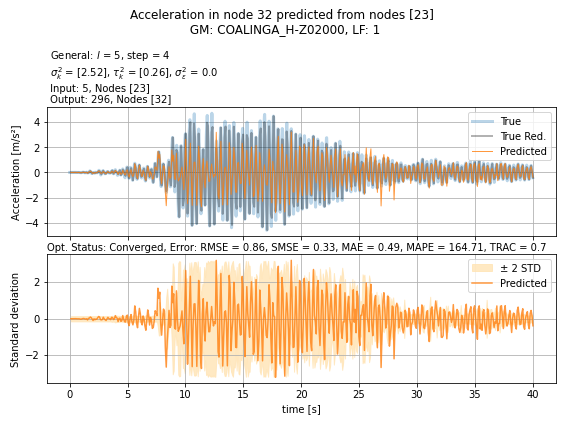 Acceleration in node 32 predicted from nodes [23]
GM: COALINGA_H-Z02000, LF: 1
General: l = 5, step = 4
σ²ₖ = [2.52], τ²ₖ = [0.26], σ²ε = 0.0
Input: 5, Nodes [23]
Output: 296, Nodes [32]
Acceleration [m/s²]
4
2
0
−2
−4
True
True Red.
Predicted
Opt. Status: Converged, Error: RMSE = 0.86, SMSE = 0.33, MAE = 0.49, MAPE = 164.71, TRAC = 0.7
Standard deviation
2
0
−2
± 2 STD
Predicted
0 5 10 15 20 25 30 35 40
time [s]